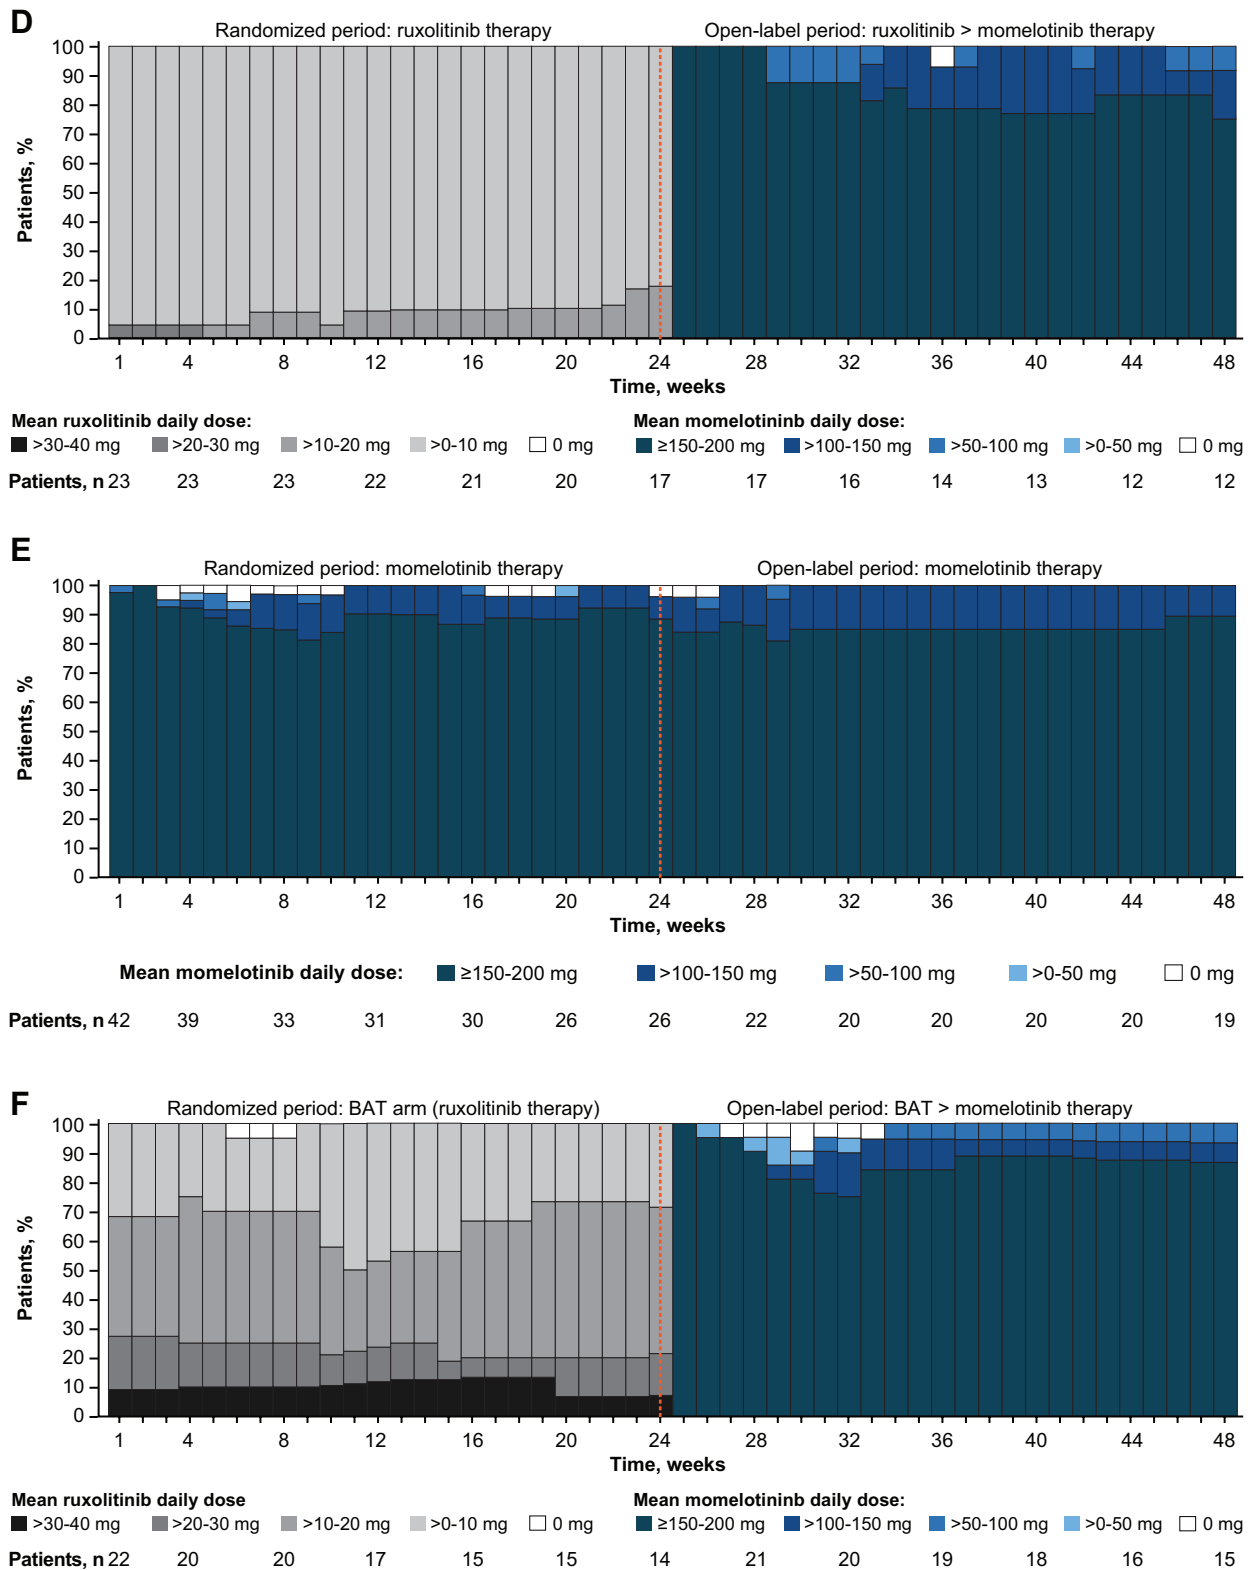 D
Randomized period: ruxolitinib therapy
Open-label period: ruxolitinib > momelotinib therapy
Patients, %
100
90
80
70
60
50
40
30
20
10
0
1 4 8 12 16 20 24 28 32 36 40 44 48
Time, weeks
Mean ruxolitinib daily dose:
>30-40 mg >20-30 mg >10-20 mg >0-10 mg 0 mg
Mean momelotininb daily dose:
≥150-200 mg >100-150 mg >50-100 mg >0-50 mg 0 mg
Patients, n 23 23 23 22 21 20 17 17 16 14 13 12 12
E
Randomized period: momelotinib therapy
Open-label period: momelotinib therapy
Patients, %
100
90
80
70
60
50
40
30
20
10
0
1 4 8 12 16 20 24 28 32 36 40 44 48
Time, weeks
Mean momelotinib daily dose: ≥150-200 mg >100-150 mg >50-100 mg >0-50 mg 0 mg
Patients, n 42 39 33 31 30 26 26 22 20 20 20 20 19
F
Randomized period: BAT arm (ruxolitinib therapy)
Open-label period: BAT > momelotinib therapy
Patients, %
100
90
80
70
60
50
40
30
20
10
0
1 4 8 12 16 20 24 28 32 36 40 44 48
Time, weeks
Mean ruxolitinib daily dose
>30-40 mg >20-30 mg >10-20 mg >0-10 mg 0 mg
Mean momelotininb daily dose:
≥150-200 mg >100-150 mg >50-100 mg >0-50 mg 0 mg
Patients, n 22 20 20 17 15 15 14 21 20 19 18 16 15